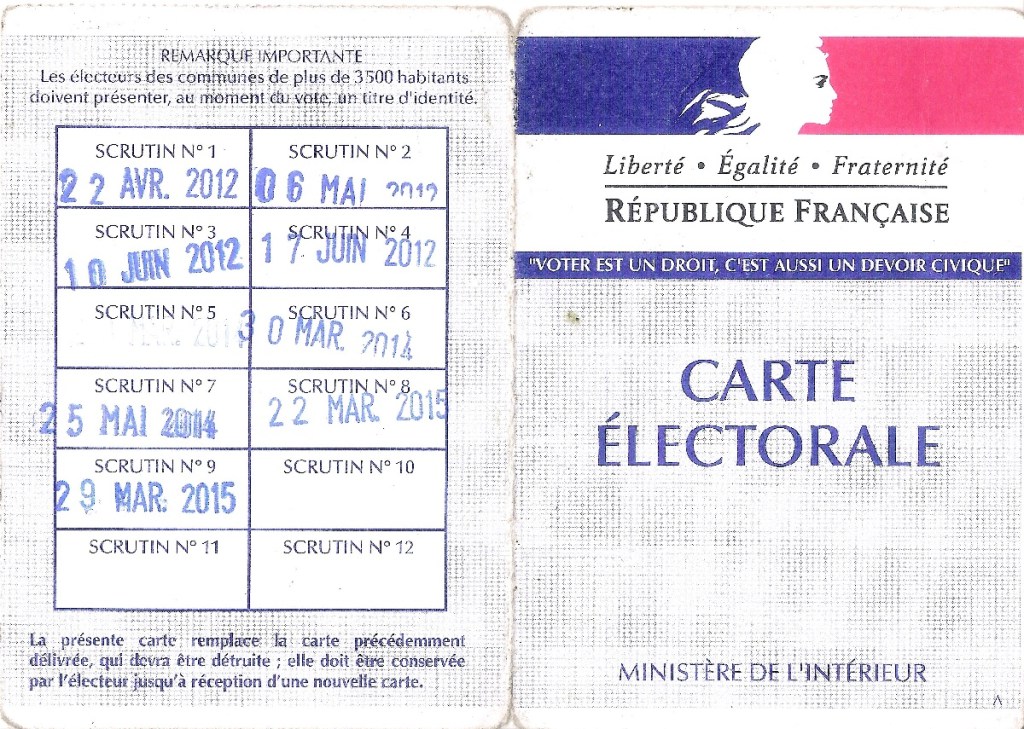 REMARQUE IMPORTANTE
Les électeurs des communes de plus de 3500 habitants
doivent présenter, au moment du vote, un titre d'identité.
SCRUTIN N° 1
22 AVR. 2012
SCRUTIN N° 2
06 MAI 2012
SCRUTIN N° 3
10 JUIN 2012
SCRUTIN N° 4
17 JUIN 2012
SCRUTIN N° 5
MAR. 201
SCRUTIN N° 6
30 MAR. 2014
SCRUTIN N° 7
25 MAI 2014
SCRUTIN N° 8
22 MAR. 2015
SCRUTIN N° 9
29 MAR. 2015
SCRUTIN N° 10
SCRUTIN N° 11
SCRUTIN N° 12
La présente carte remplace la carte précédemment
délivrée, qui devra être détruite ; elle doit être conservée
par l'électeur jusqu'à réception d'une nouvelle carte.
Liberté • Égalité • Fraternité
RÉPUBLIQUE FRANÇAISE
"VOTER EST UN DROIT, C'EST AUSSI UN DEVOIR CIVIQUE"
CARTE
ÉLECTORALE
MINISTÈRE DE L'INTÉRIEUR